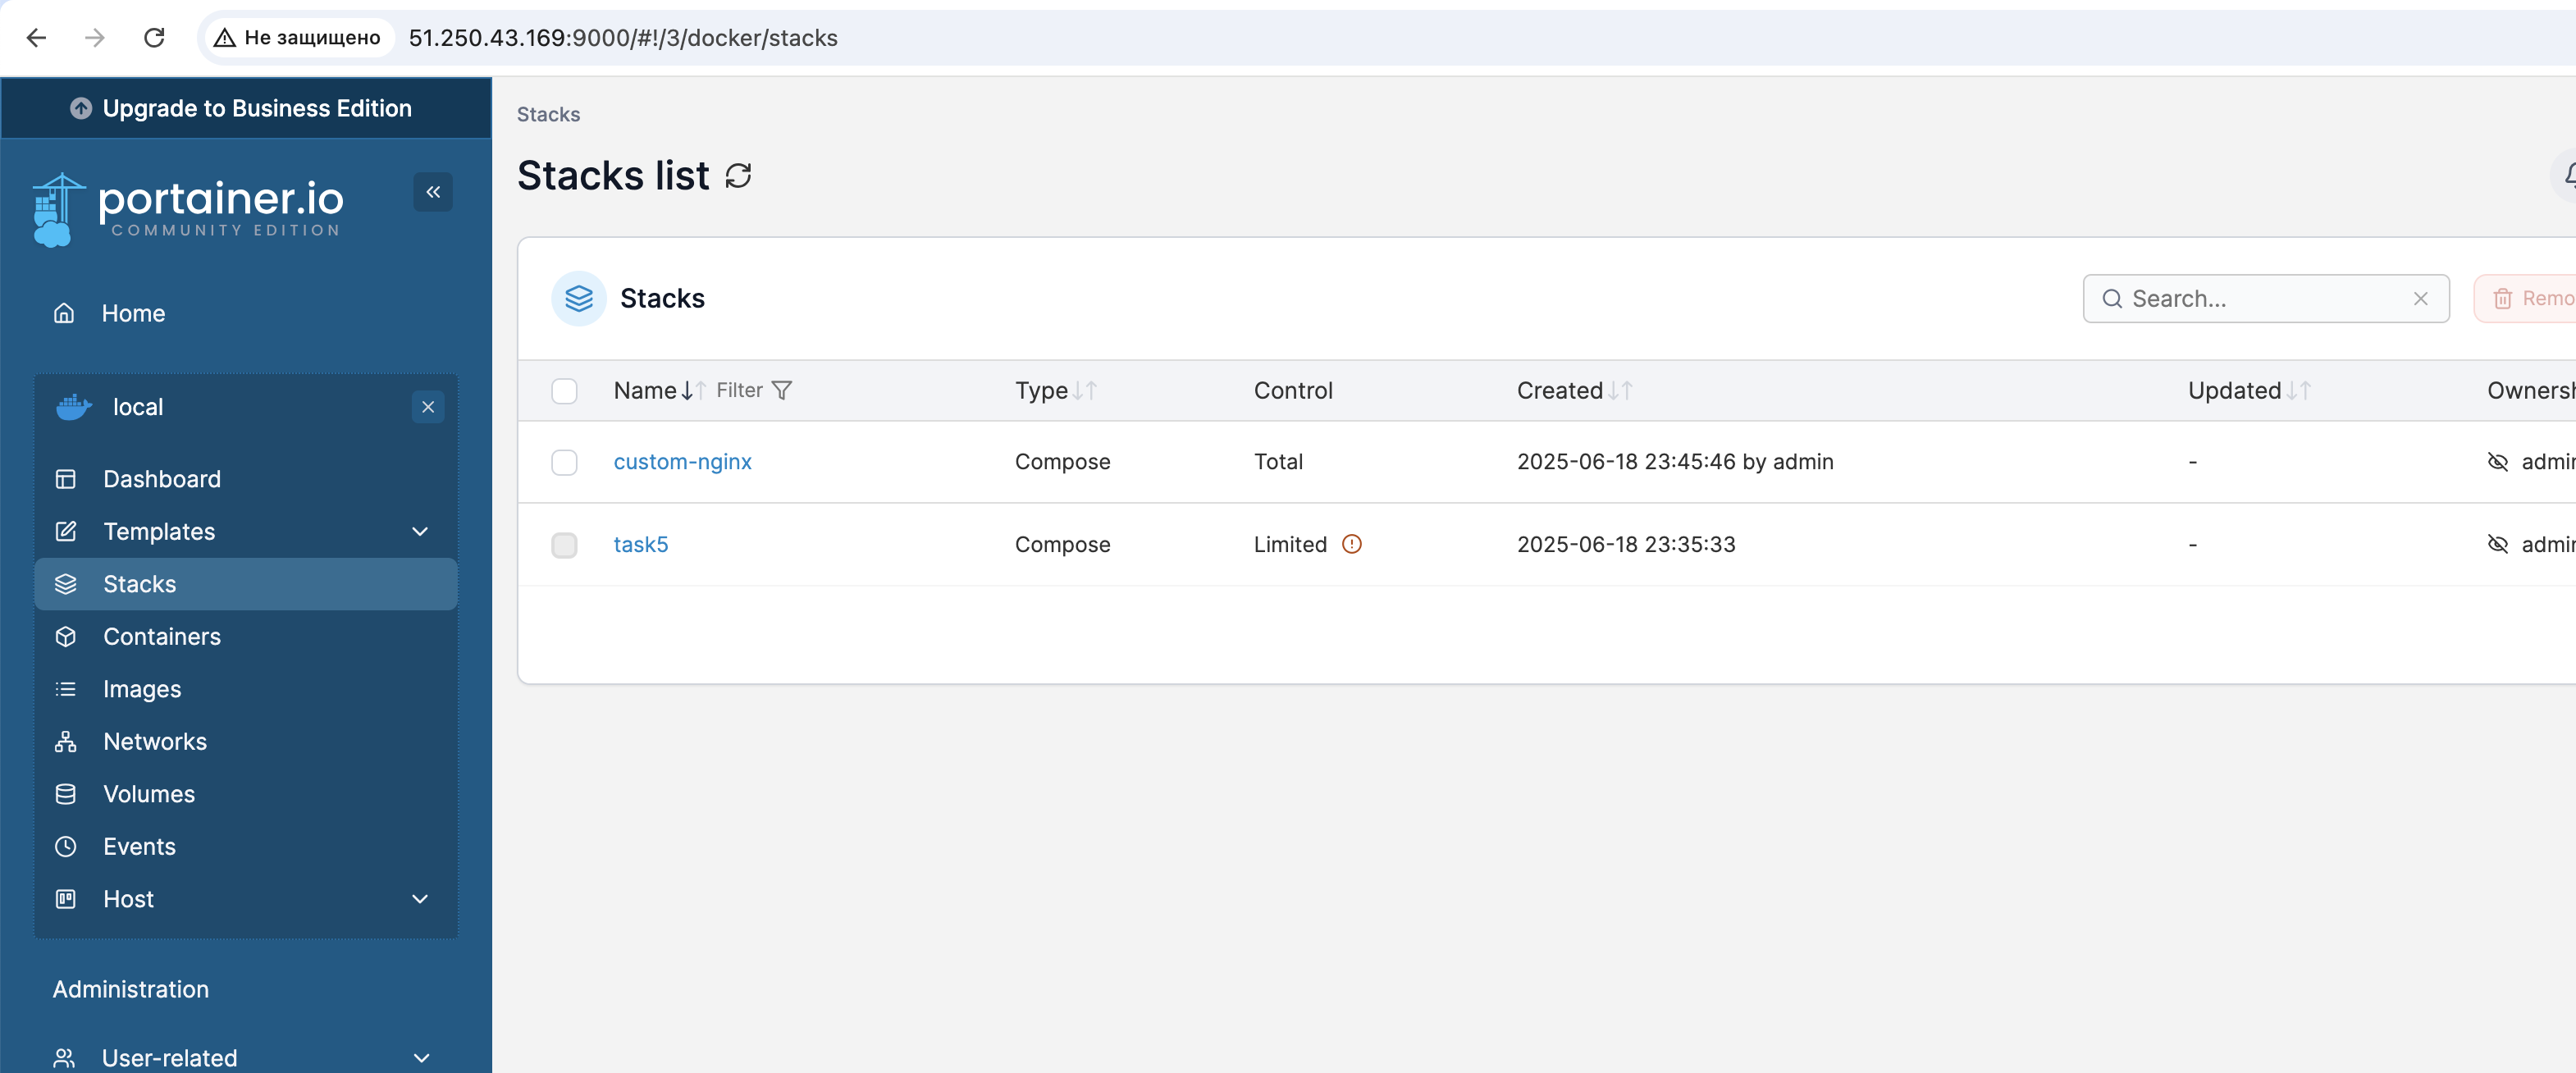 Не защищено 51.250.43.169:9000/#!/3/docker/stacks
Upgrade to Business Edition
portainer.io
COMMUNITY EDITION
Home
local
Dashboard
Templates
Stacks
Containers
Images
Networks
Volumes
Events
Host
Administration
User-related
Stacks
Stacks list
Stacks
Search...
Remo
Name Filter Type Control Created Updated Ownersh
custom-nginx Compose Total 2025-06-18 23:45:46 by admin - admin
task5 Compose Limited 2025-06-18 23:35:33 - admin